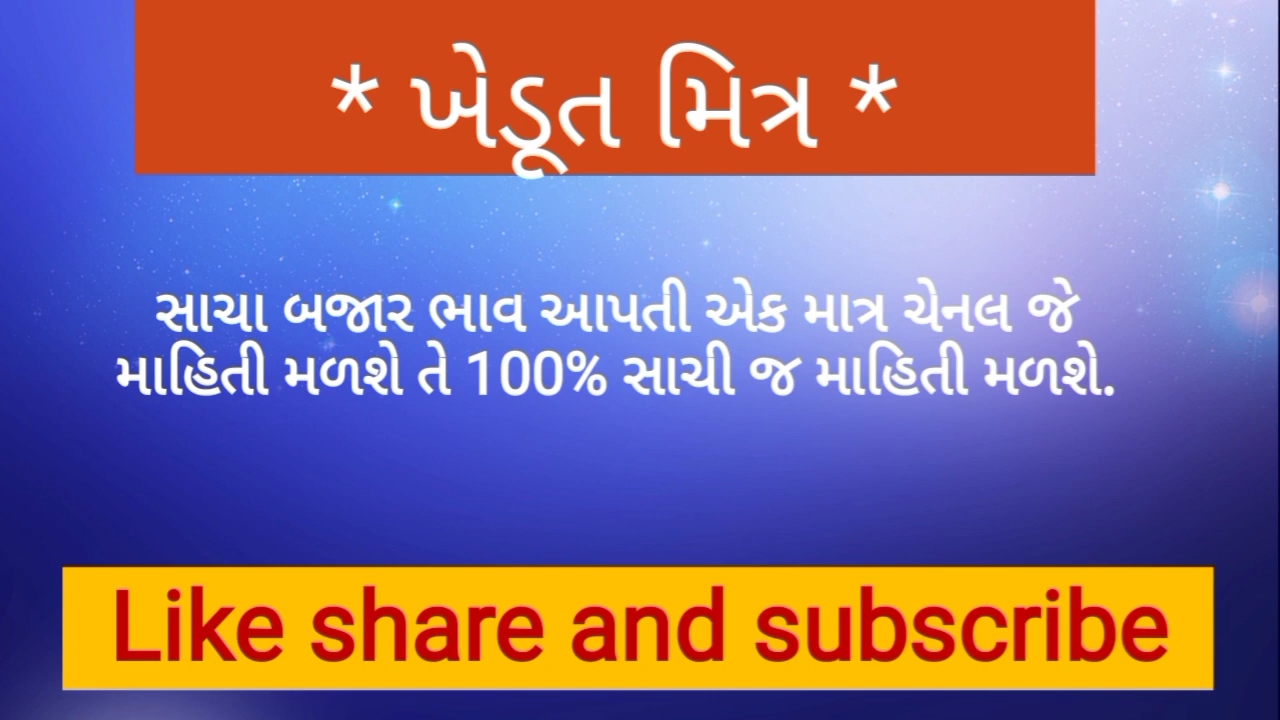 * ખેડૂત મિત્ર *
સાચા બજાર ભાવ આપતી એક માત્ર ચેનલ જે
માહિતી મળશે તે 100% સાચી જ માહિતી મળશે.
Like share and subscribe